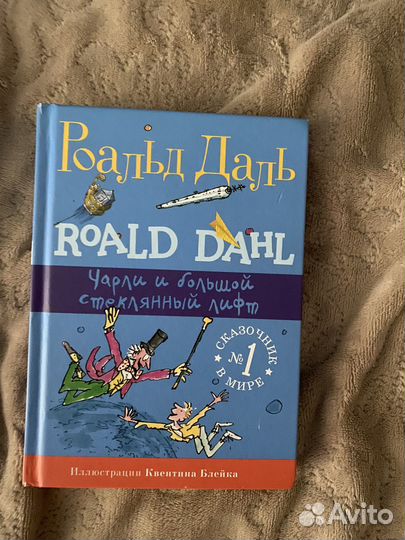 Роальд Даль
ROALD DAHL
Чарли и большой
стеклянный лифт
СКАЗОЧНИК
№1
В МИРЕ
Иллюстрации Квентина Блейка
Avito